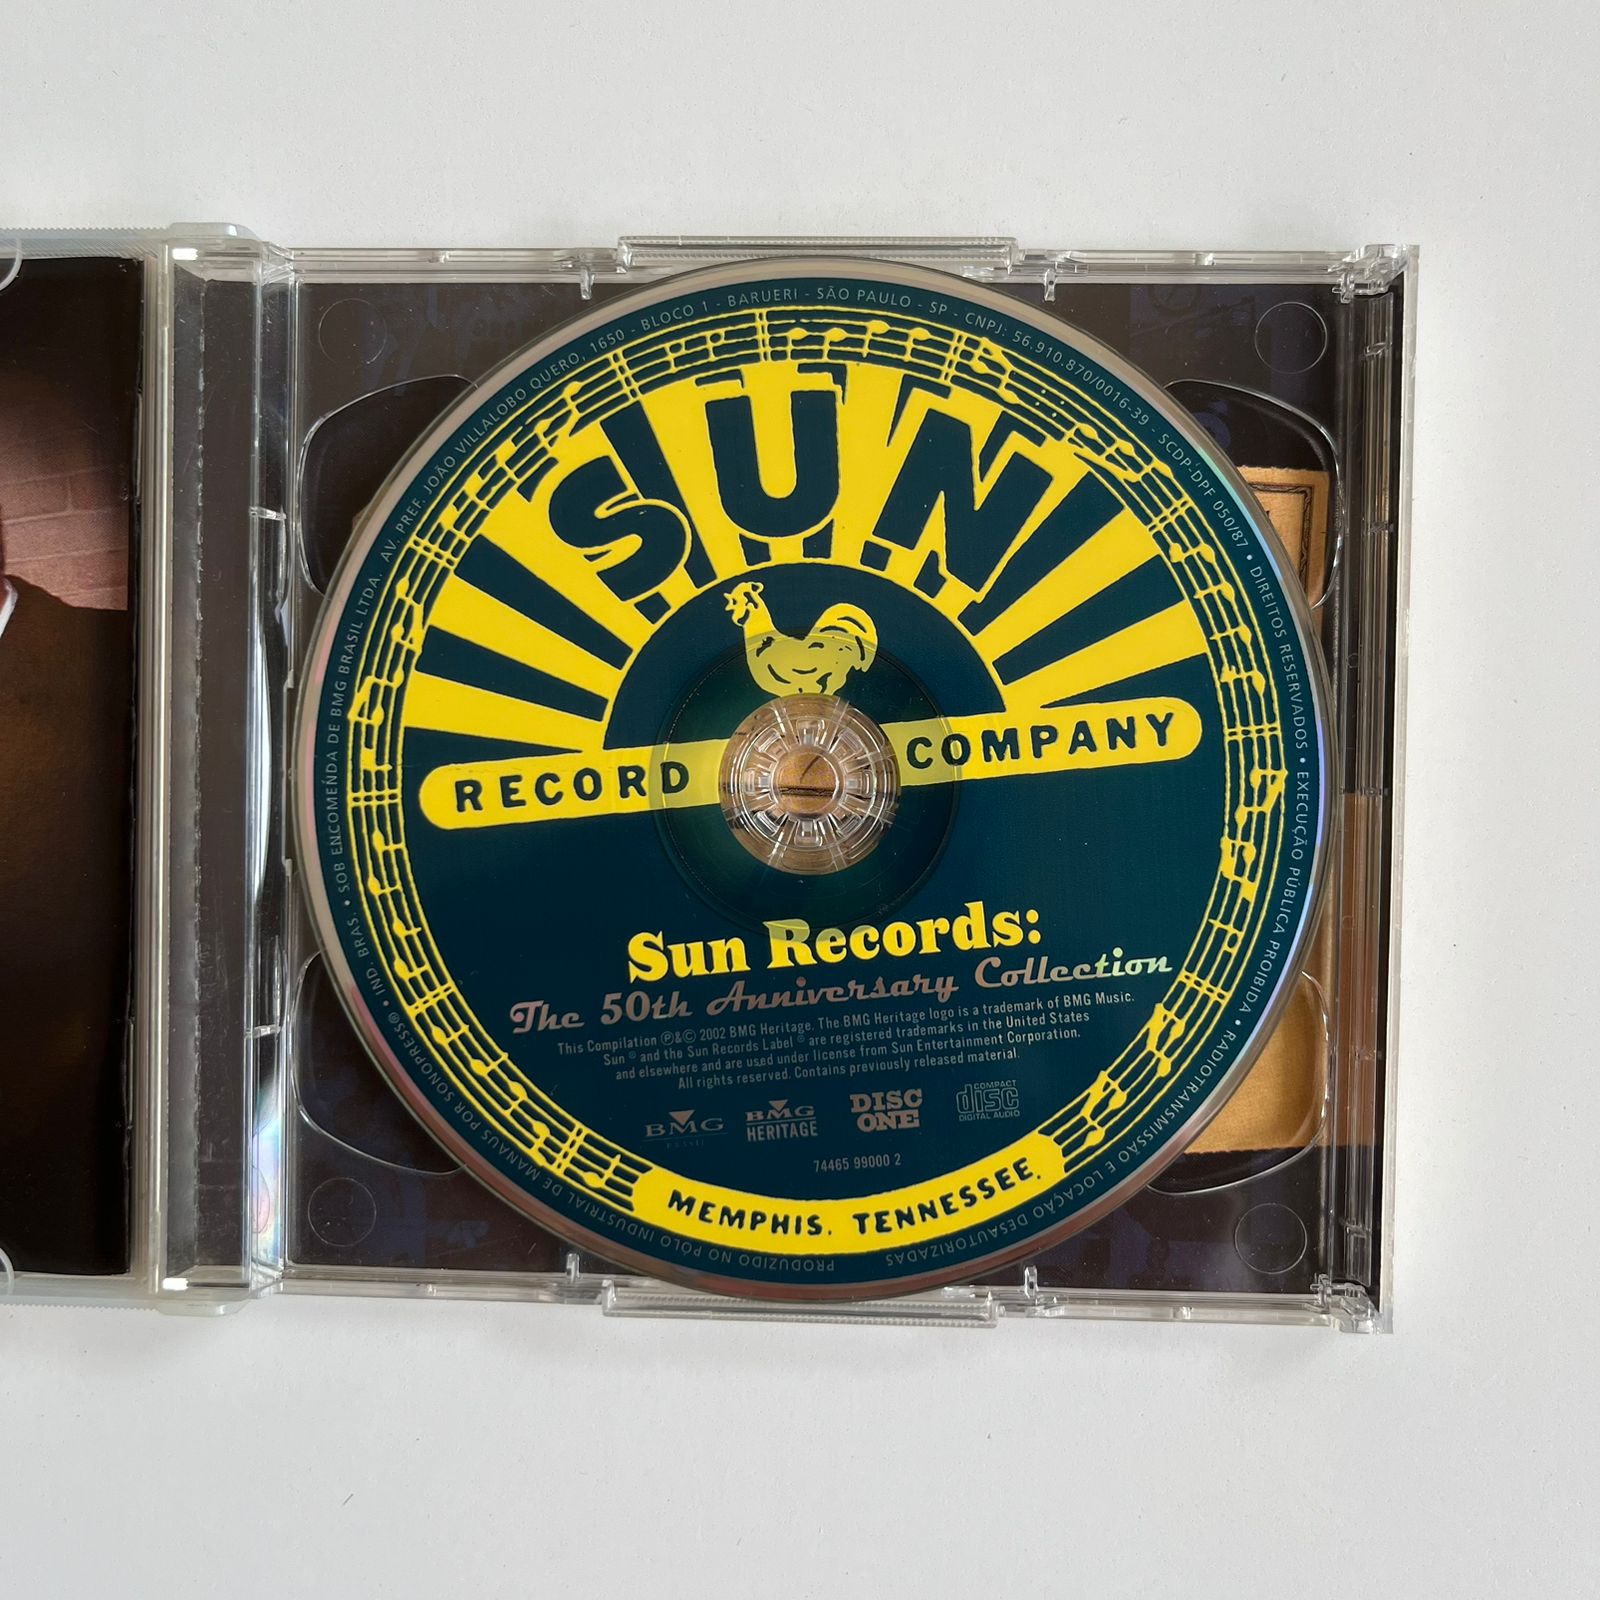 SUN
RECORD COMPANY
Sun Records:
The 50th Anniversary Collection
This Compilation ℗&© 2002 BMG Heritage. The BMG Heritage logo is a trademark of BMG Music.
Sun ® and the Sun Records Label ® are registered trademarks in the United States
and elsewhere and are used under license from Sun Entertainment Corporation.
All rights reserved. Contains previously released material.
BMG
BRASIL
BMG
HERITAGE
DISC
ONE
COMPACT
disc
DIGITAL AUDIO
74465 99000 2
MEMPHIS, TENNESSEE.
PRODUZIDO NO PÓLO INDUSTRIAL DE MANAUS POR SONOPRESS® • IND. BRAS. • SOB ENCOMENDA DE BMG BRASIL LTDA. AV. PREF. JOÃO VILLALOBO QUERO, 1650 - BLOCO 1 - BARUERI - SÃO PAULO - SP - CNPJ: 56.910.870/0016-39 - SCDP-DPF 050/87 • DIREITOS RESERVADOS • EXECUÇÃO PÚBLICA PROIBIDA • RADIOTRANSMISSÃO E LOCAÇÃO DESAUTORIZADAS